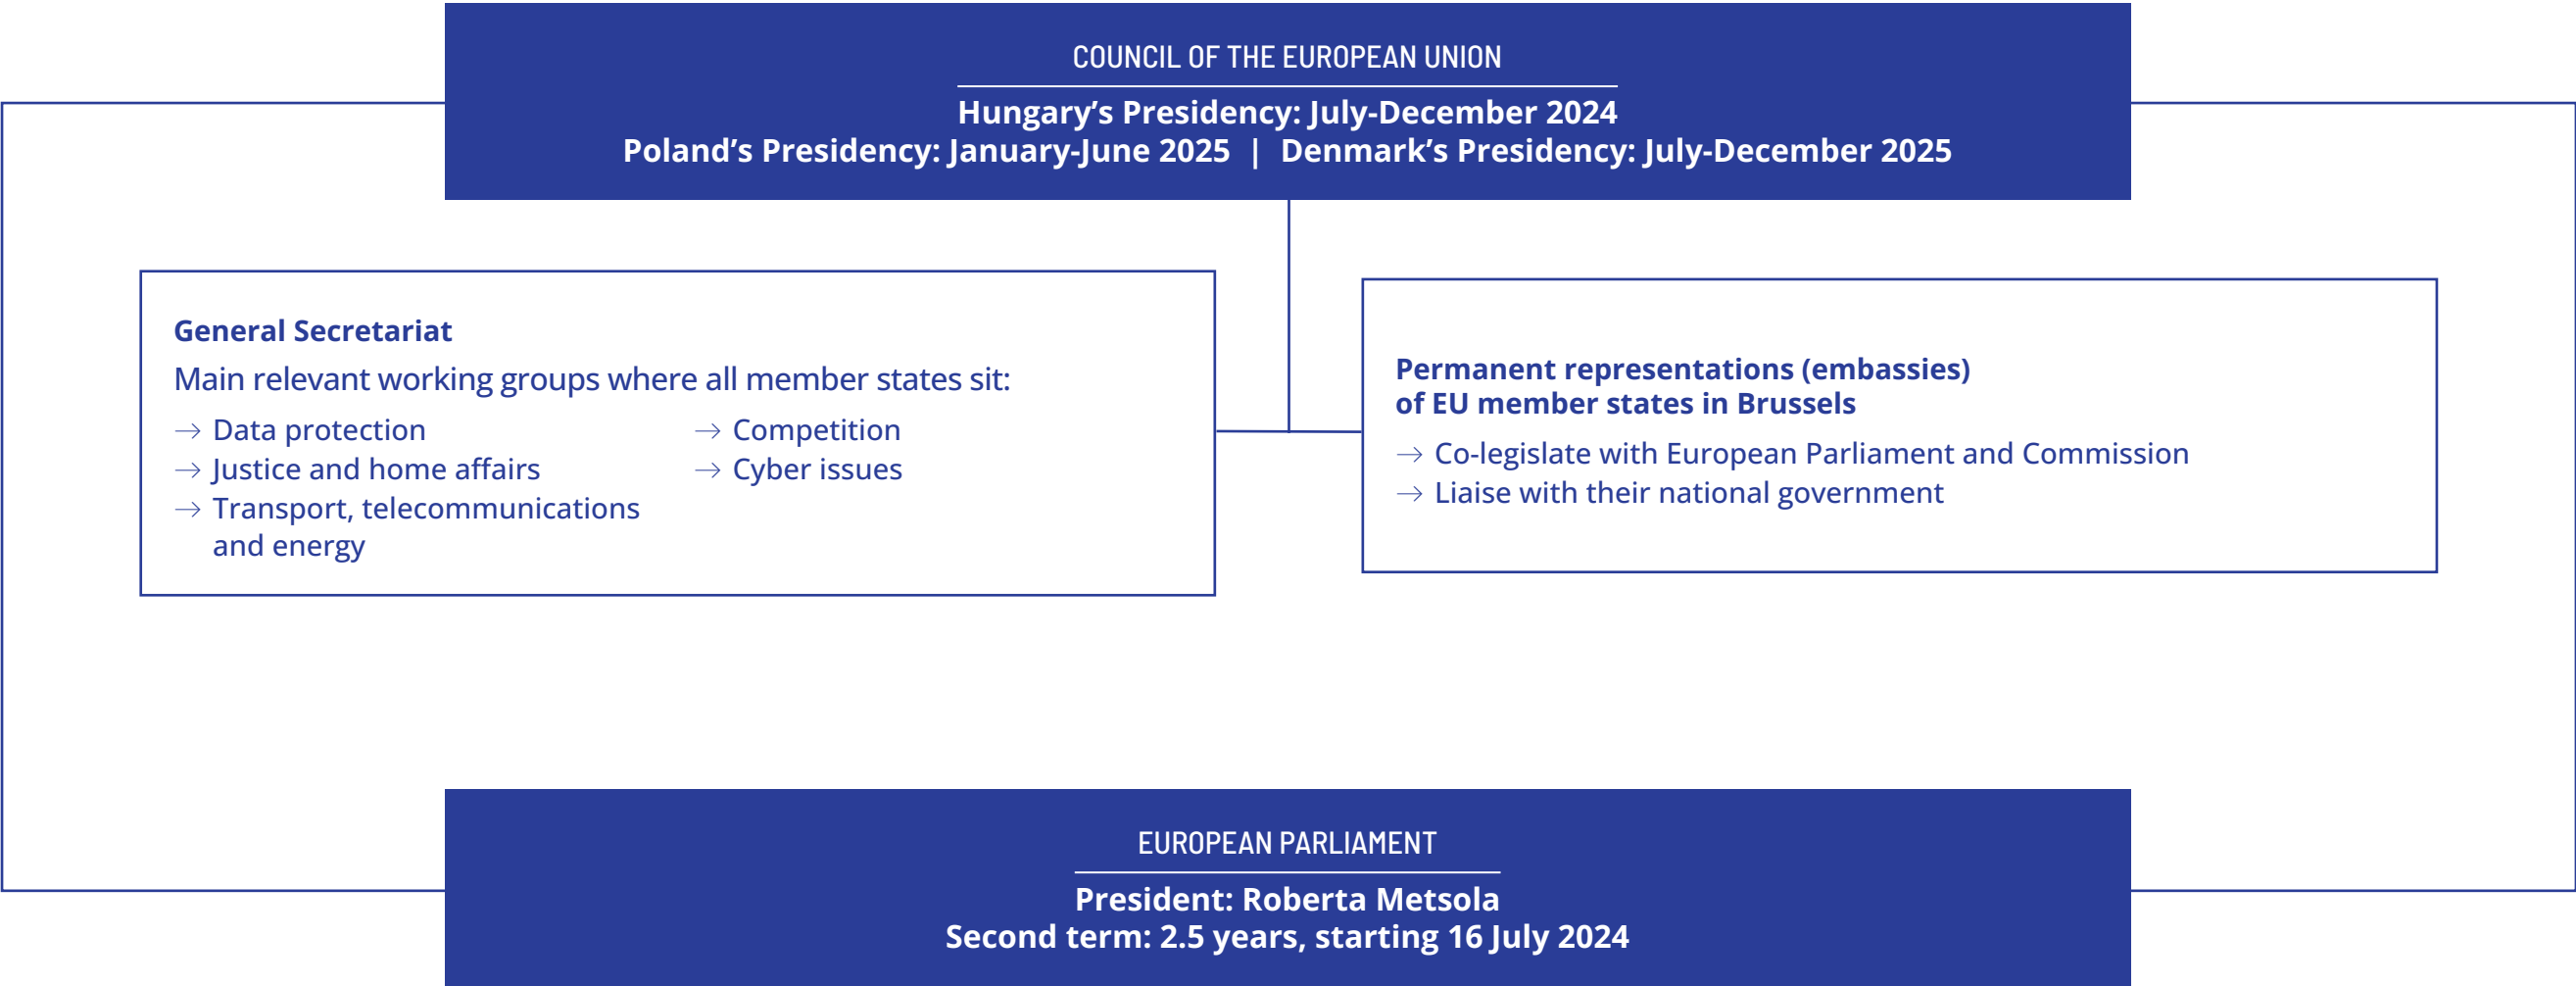 COUNCIL OF THE EUROPEAN UNION
Hungary’s Presidency: July-December 2024
Poland’s Presidency: January-June 2025 | Denmark’s Presidency: July-December 2025
General Secretariat
Main relevant working groups where all member states sit:
→ Data protection
→ Justice and home affairs
→ Transport, telecommunications
and energy
→ Competition
→ Cyber issues
Permanent representations (embassies)
of EU member states in Brussels
→ Co-legislate with European Parliament and Commission
→ Liaise with their national government
EUROPEAN PARLIAMENT
President: Roberta Metsola
Second term: 2.5 years, starting 16 July 2024